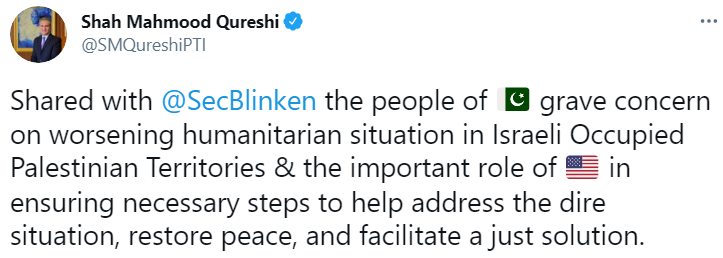 Shah Mahmood Qureshi
@SMQureshiPTI
Shared with @SecBlinken the people of 🇵🇰 grave concern
on worsening humanitarian situation in Israeli Occupied
Palestinian Territories & the important role of 🇺🇸 in
ensuring necessary steps to help address the dire
situation, restore peace, and facilitate a just solution.